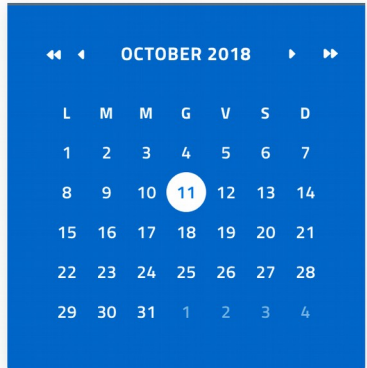 OCTOBER 2018
L M M G V S D
1 2 3 4 5 6 7
8 9 10 11 12 13 14
15 16 17 18 19 20 21
22 23 24 25 26 27 28
29 30 31 1 2 3 4